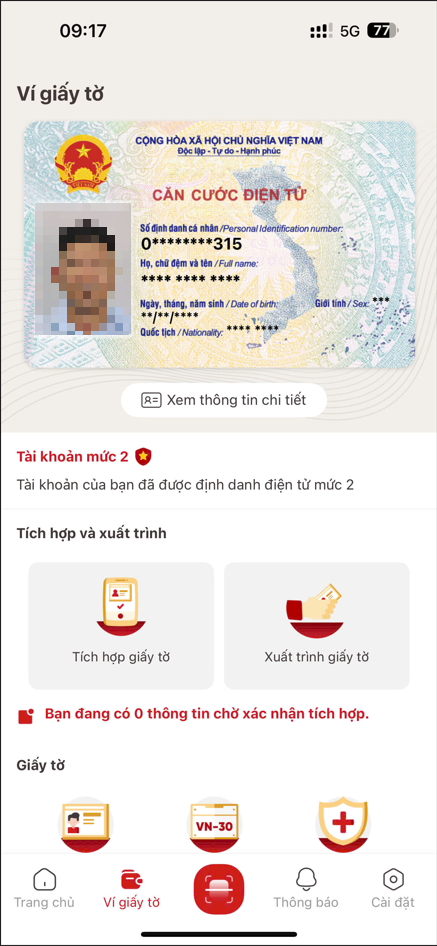 09:17
5G
77
Ví giấy tờ
CỘNG HÒA XÃ HỘI CHỦ NGHĨA VIỆT NAM
Độc lập - Tự do - Hạnh phúc
VIỆT NAM
CĂN CƯỚC ĐIỆN TỬ
Số định danh cá nhân / Personal Identification number:
0********315
Họ, chữ đệm và tên / Full name:
**** **** **** ****
Ngày, tháng, năm sinh / Date of birth:
**/**/****
Giới tính / Sex: ***
Quốc tịch / Nationality: **** ****
Xem thông tin chi tiết
Tài khoản mức 2
Tài khoản của bạn đã được định danh điện tử mức 2
Tích hợp và xuất trình
Tích hợp giấy tờ
Xuất trình giấy tờ
Bạn đang có 0 thông tin chờ xác nhận tích hợp.
Giấy tờ
VN-30
Trang chủ
Ví giấy tờ
Thông báo
Cài đặt